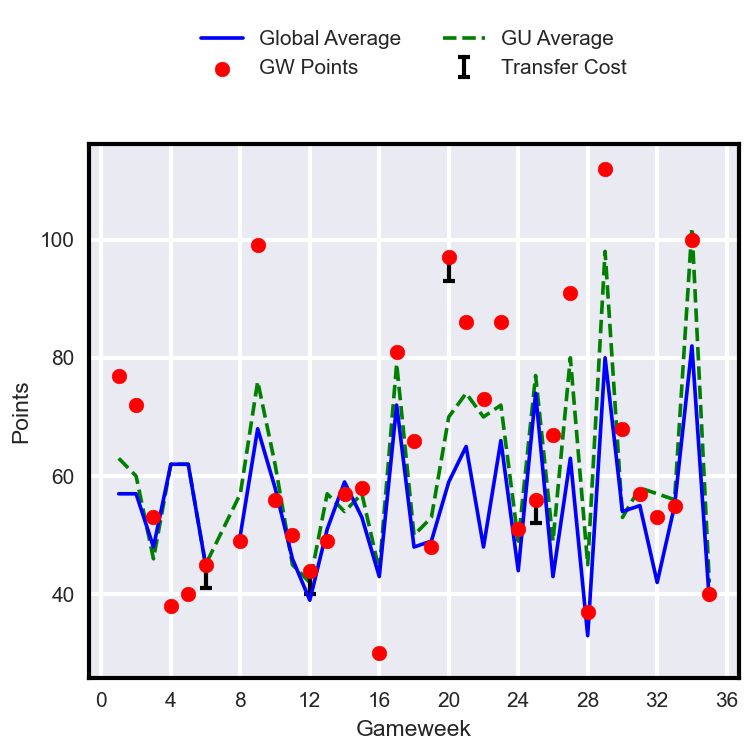 Global Average GU Average
GW Points Transfer Cost
100
80
60
40
Points
0 4 8 12 16 20 24 28 32 36
Gameweek